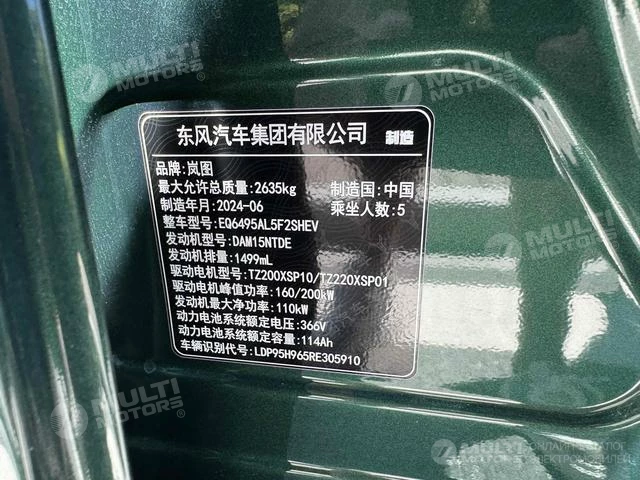 MULTI MOTORS®
MULTI MOTORS®
东风汽车集团有限公司 制造
品牌:岚图
最大允许总质量:2635kg 制造国:中国
制造年月:2024-06 乘坐人数:5
整车型号:EQ6495AL5F2SHEV
发动机型号:DAM15NTDE
发动机排量:1499mL
驱动电机型号:TZ200XSP10/TZ220XSP01
驱动电机峰值功率:160/200kW
发动机最大净功率:110kW
动力电池系统额定电压:366V
动力电池系统额定容量:114Ah
车辆识别代号:LDP95H965RE305910
MULTI MOTORS®
MULTI MOTORS
ОНЛАЙН-КАТАЛОГ
ЭЛЕКТРОМОБИЛЕЙ